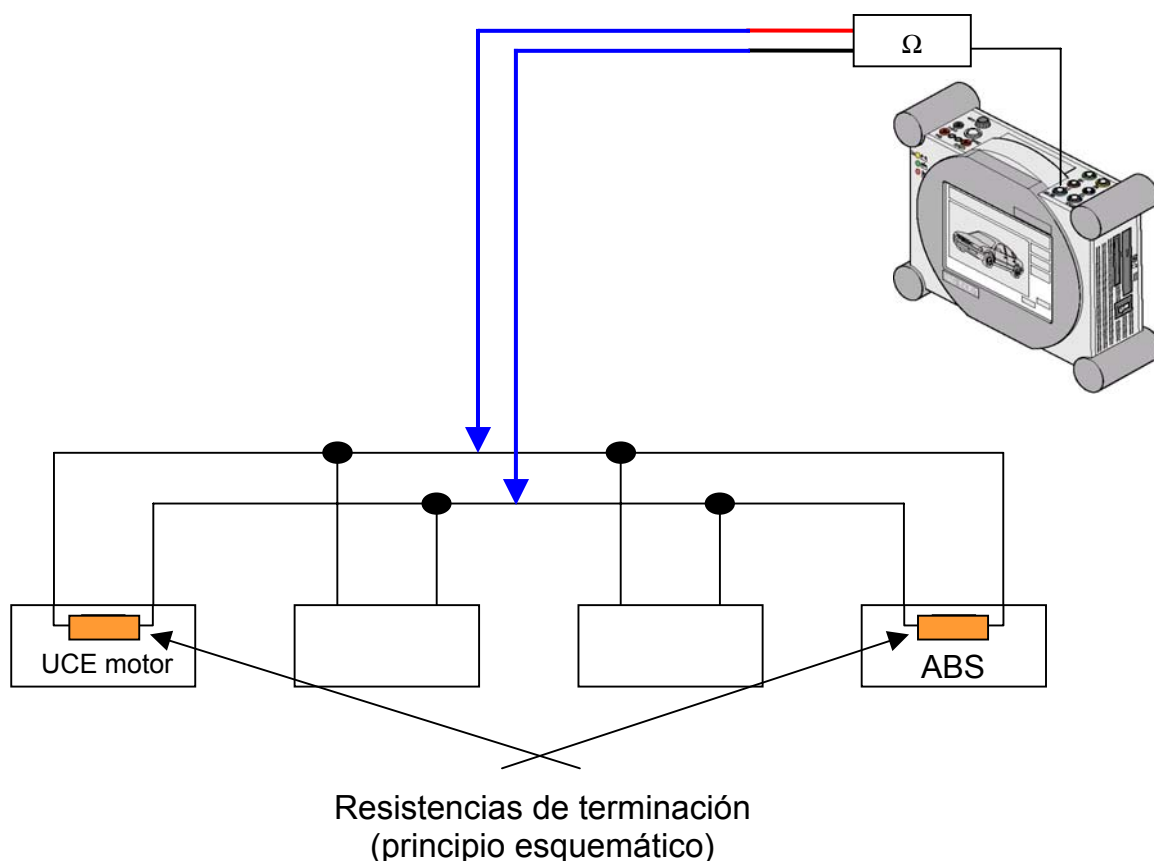 Ω
UCE motor
ABS
Resistencias de terminación
(principio esquemático)